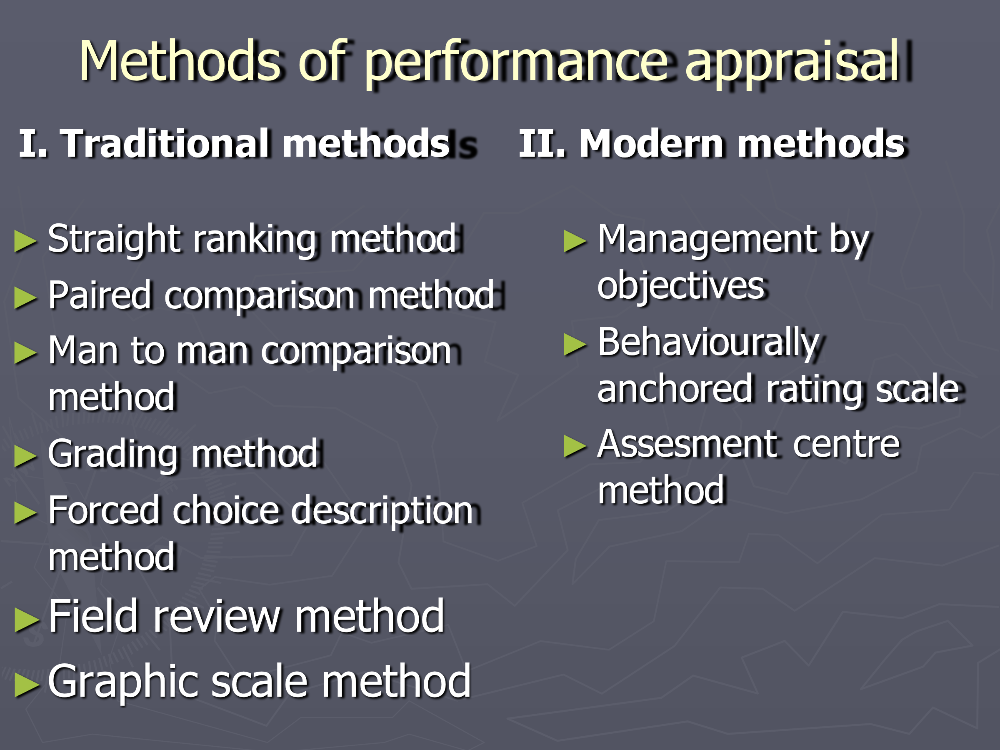 Methods of performance appraisal
I. Traditional methods
► Straight ranking method
► Paired comparison method
► Man to man comparison
method
► Grading method
► Forced choice description
method
► Field review method
► Graphic scale method
II. Modern methods
► Management by
objectives
► Behaviourally
anchored rating scale
► Assesment centre
method